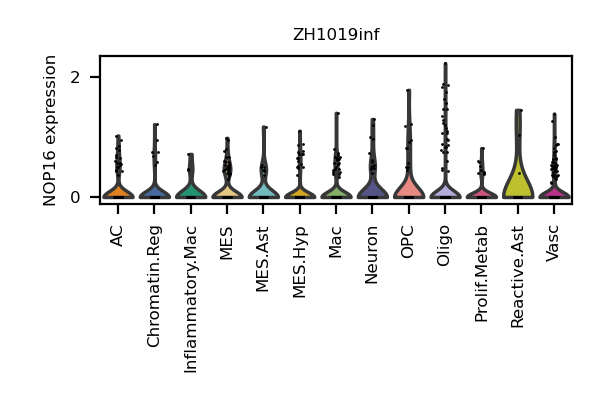 ZH1019inf
NOP16 expression
2
0
AC
Chromatin.Reg
Inflammatory.Mac
MES
MES.Ast
MES.Hyp
Mac
Neuron
OPC
Oligo
Prolif.Metab
Reactive.Ast
Vasc